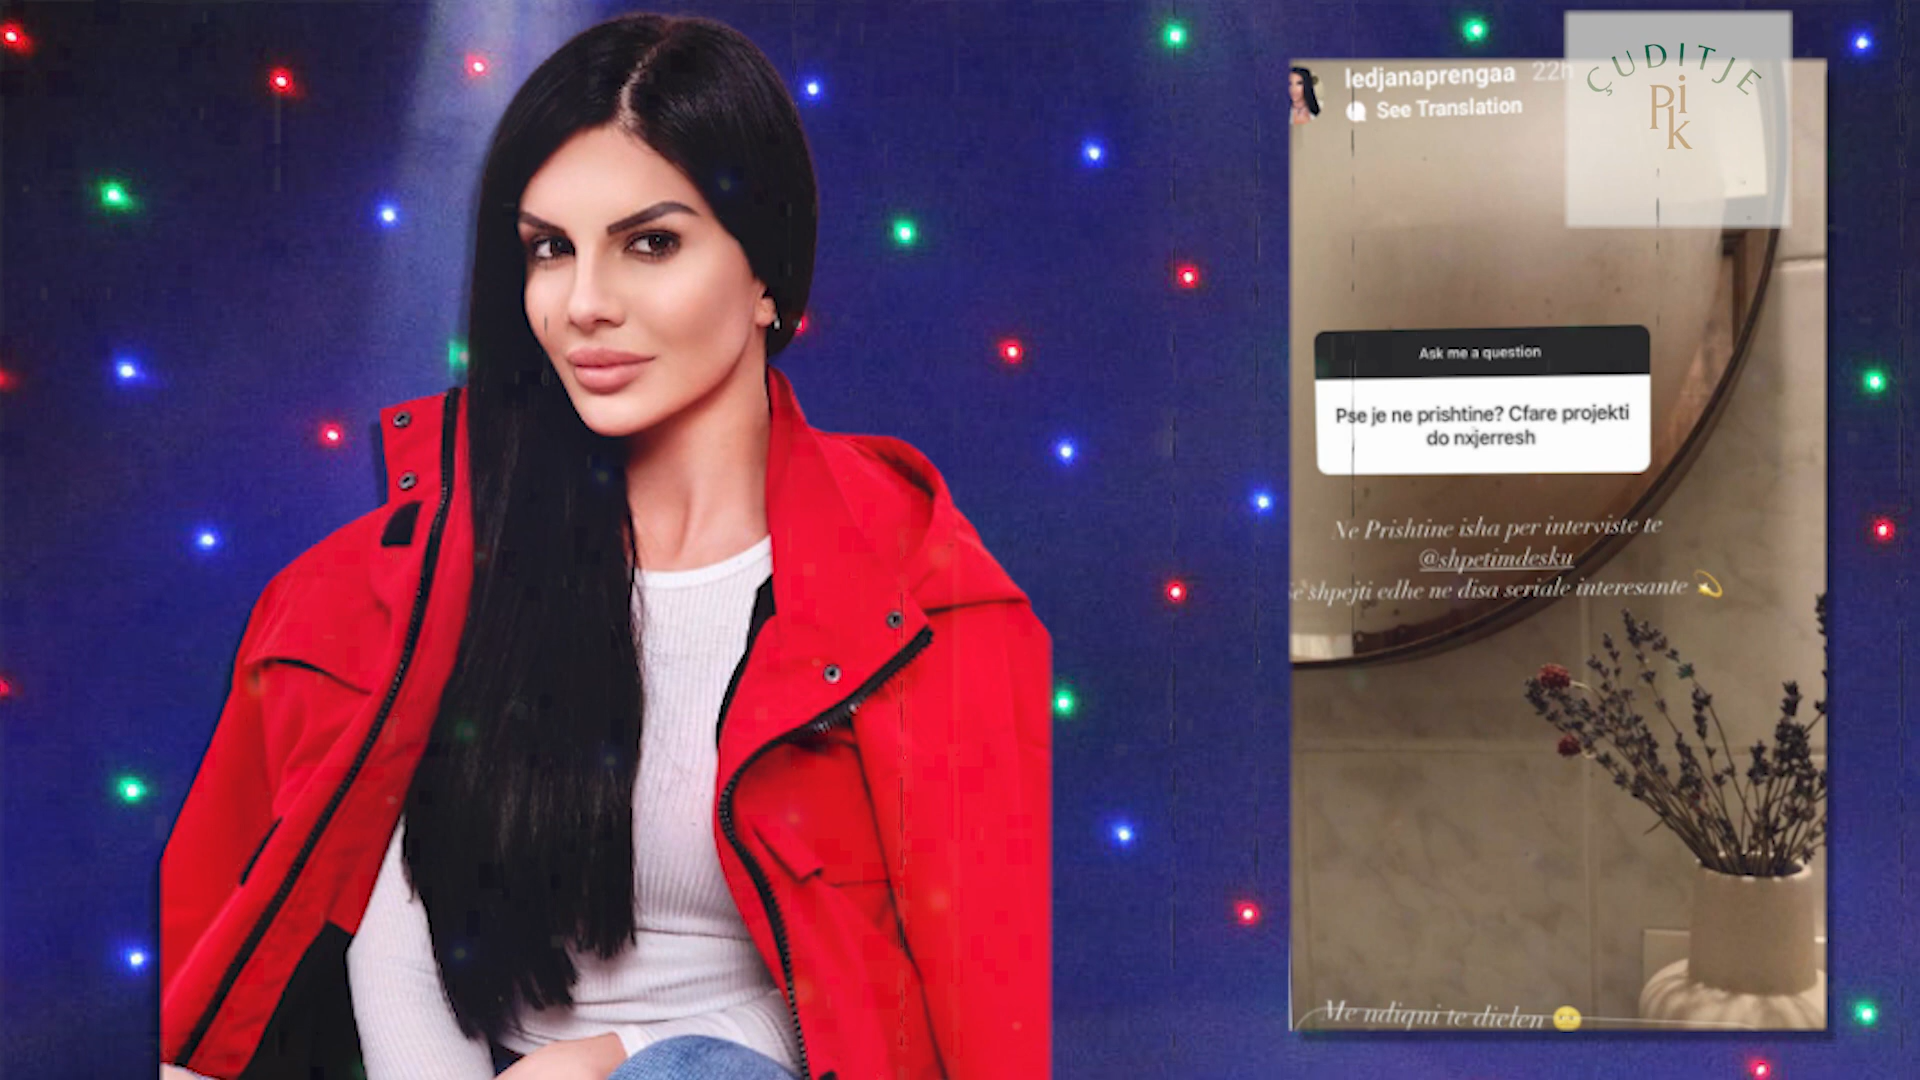 ÇUDITJE
Pik
ledjanaprengaa 22h
See Translation
Ask me a question
Pse je ne prishtine? Cfare projekti
do nxjerresh
Ne Prishtine isha per interviste te
@shpetimdesku
shpejti edhe ne disa seriale interesante
Me ndiqni te dielen